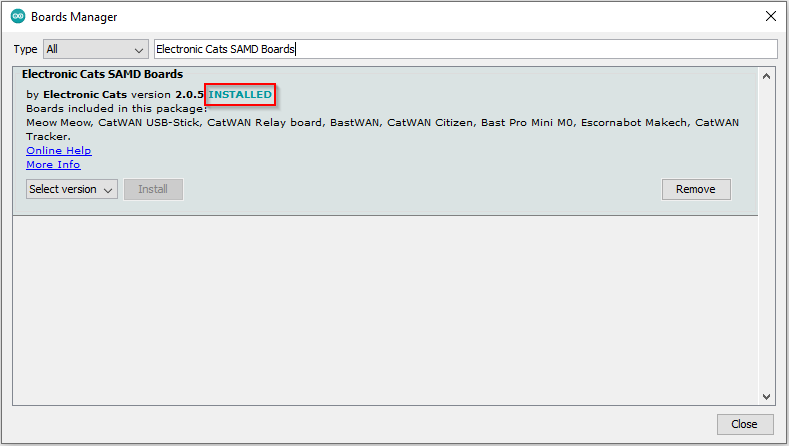 Boards Manager
Type All Electronic Cats SAMD Boards
Electronic Cats SAMD Boards
by Electronic Cats version 2.0.5 INSTALLED
Boards included in this package:
Meow Meow, CatWAN USB-Stick, CatWAN Relay board, BastWAN, CatWAN Citizen, Bast Pro Mini M0, Escornabot Makech, CatWAN
Tracker.
Online Help
More Info
Select version Install Remove
Close